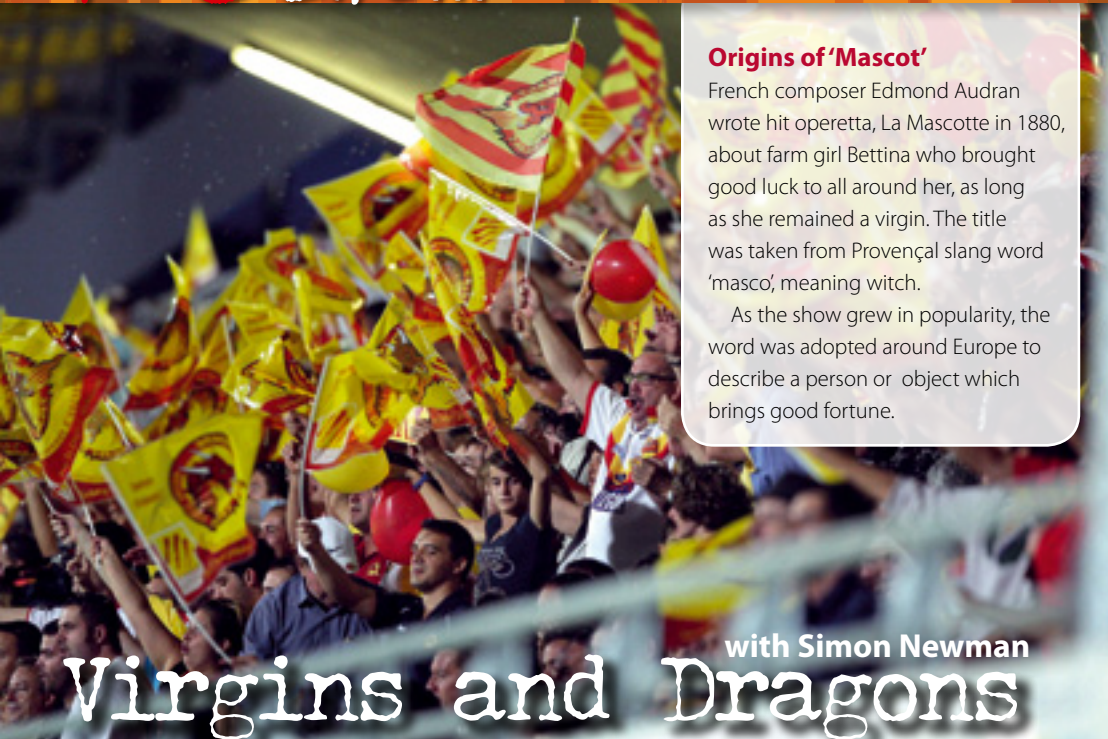 Origins of ‘Mascot’
French composer Edmond Audran
wrote hit operetta, La Mascotte in 1880,
about farm girl Bettina who brought
good luck to all around her, as long
as she remained a virgin. The title
was taken from Provençal slang word
‘masco’, meaning witch.
As the show grew in popularity, the
word was adopted around Europe to
describe a person or  object which
brings good fortune.
with Simon Newman
Virgins and Dragons